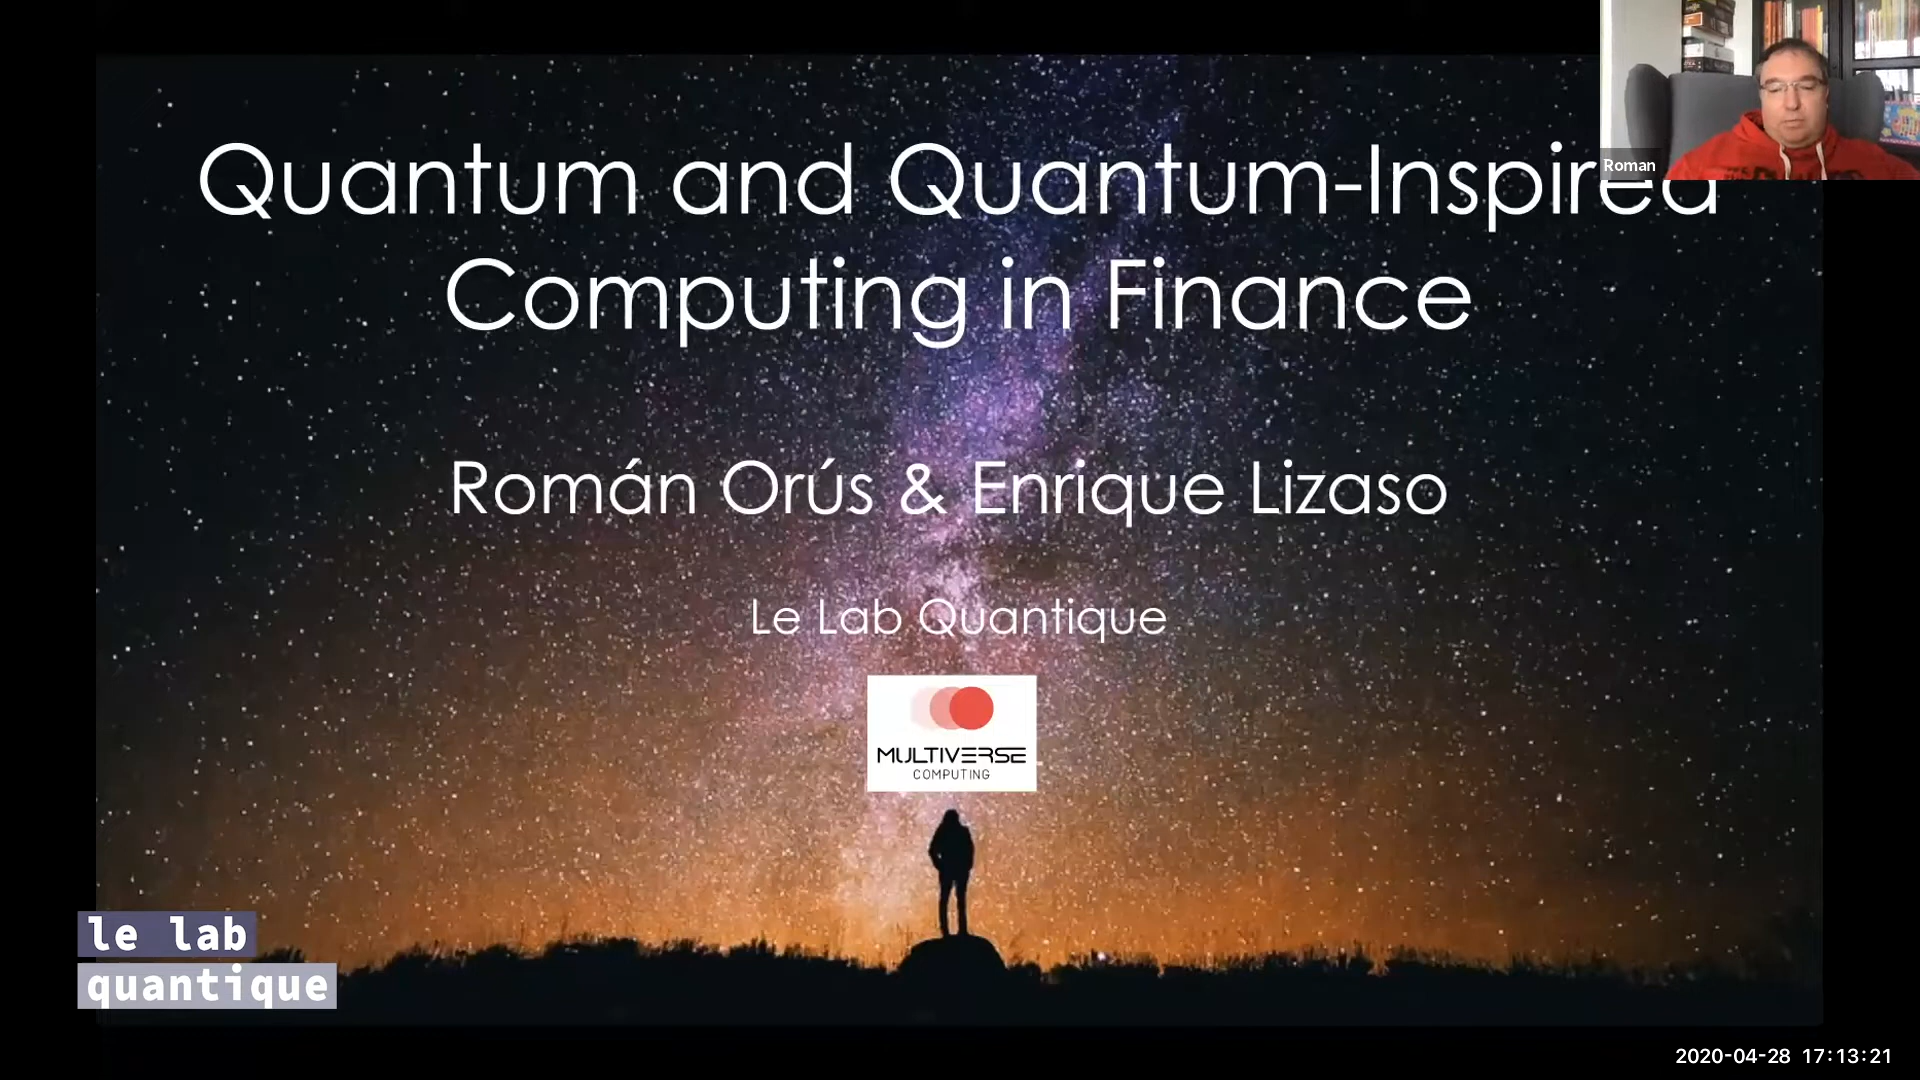 Quantum and Quantum-Inspired
Computing in Finance
Román Orús & Enrique Lizaso
Le Lab Quantique
MULTIVERSE
COMPUTING
le lab
quantique
Roman
2020-04-28 17:13:21